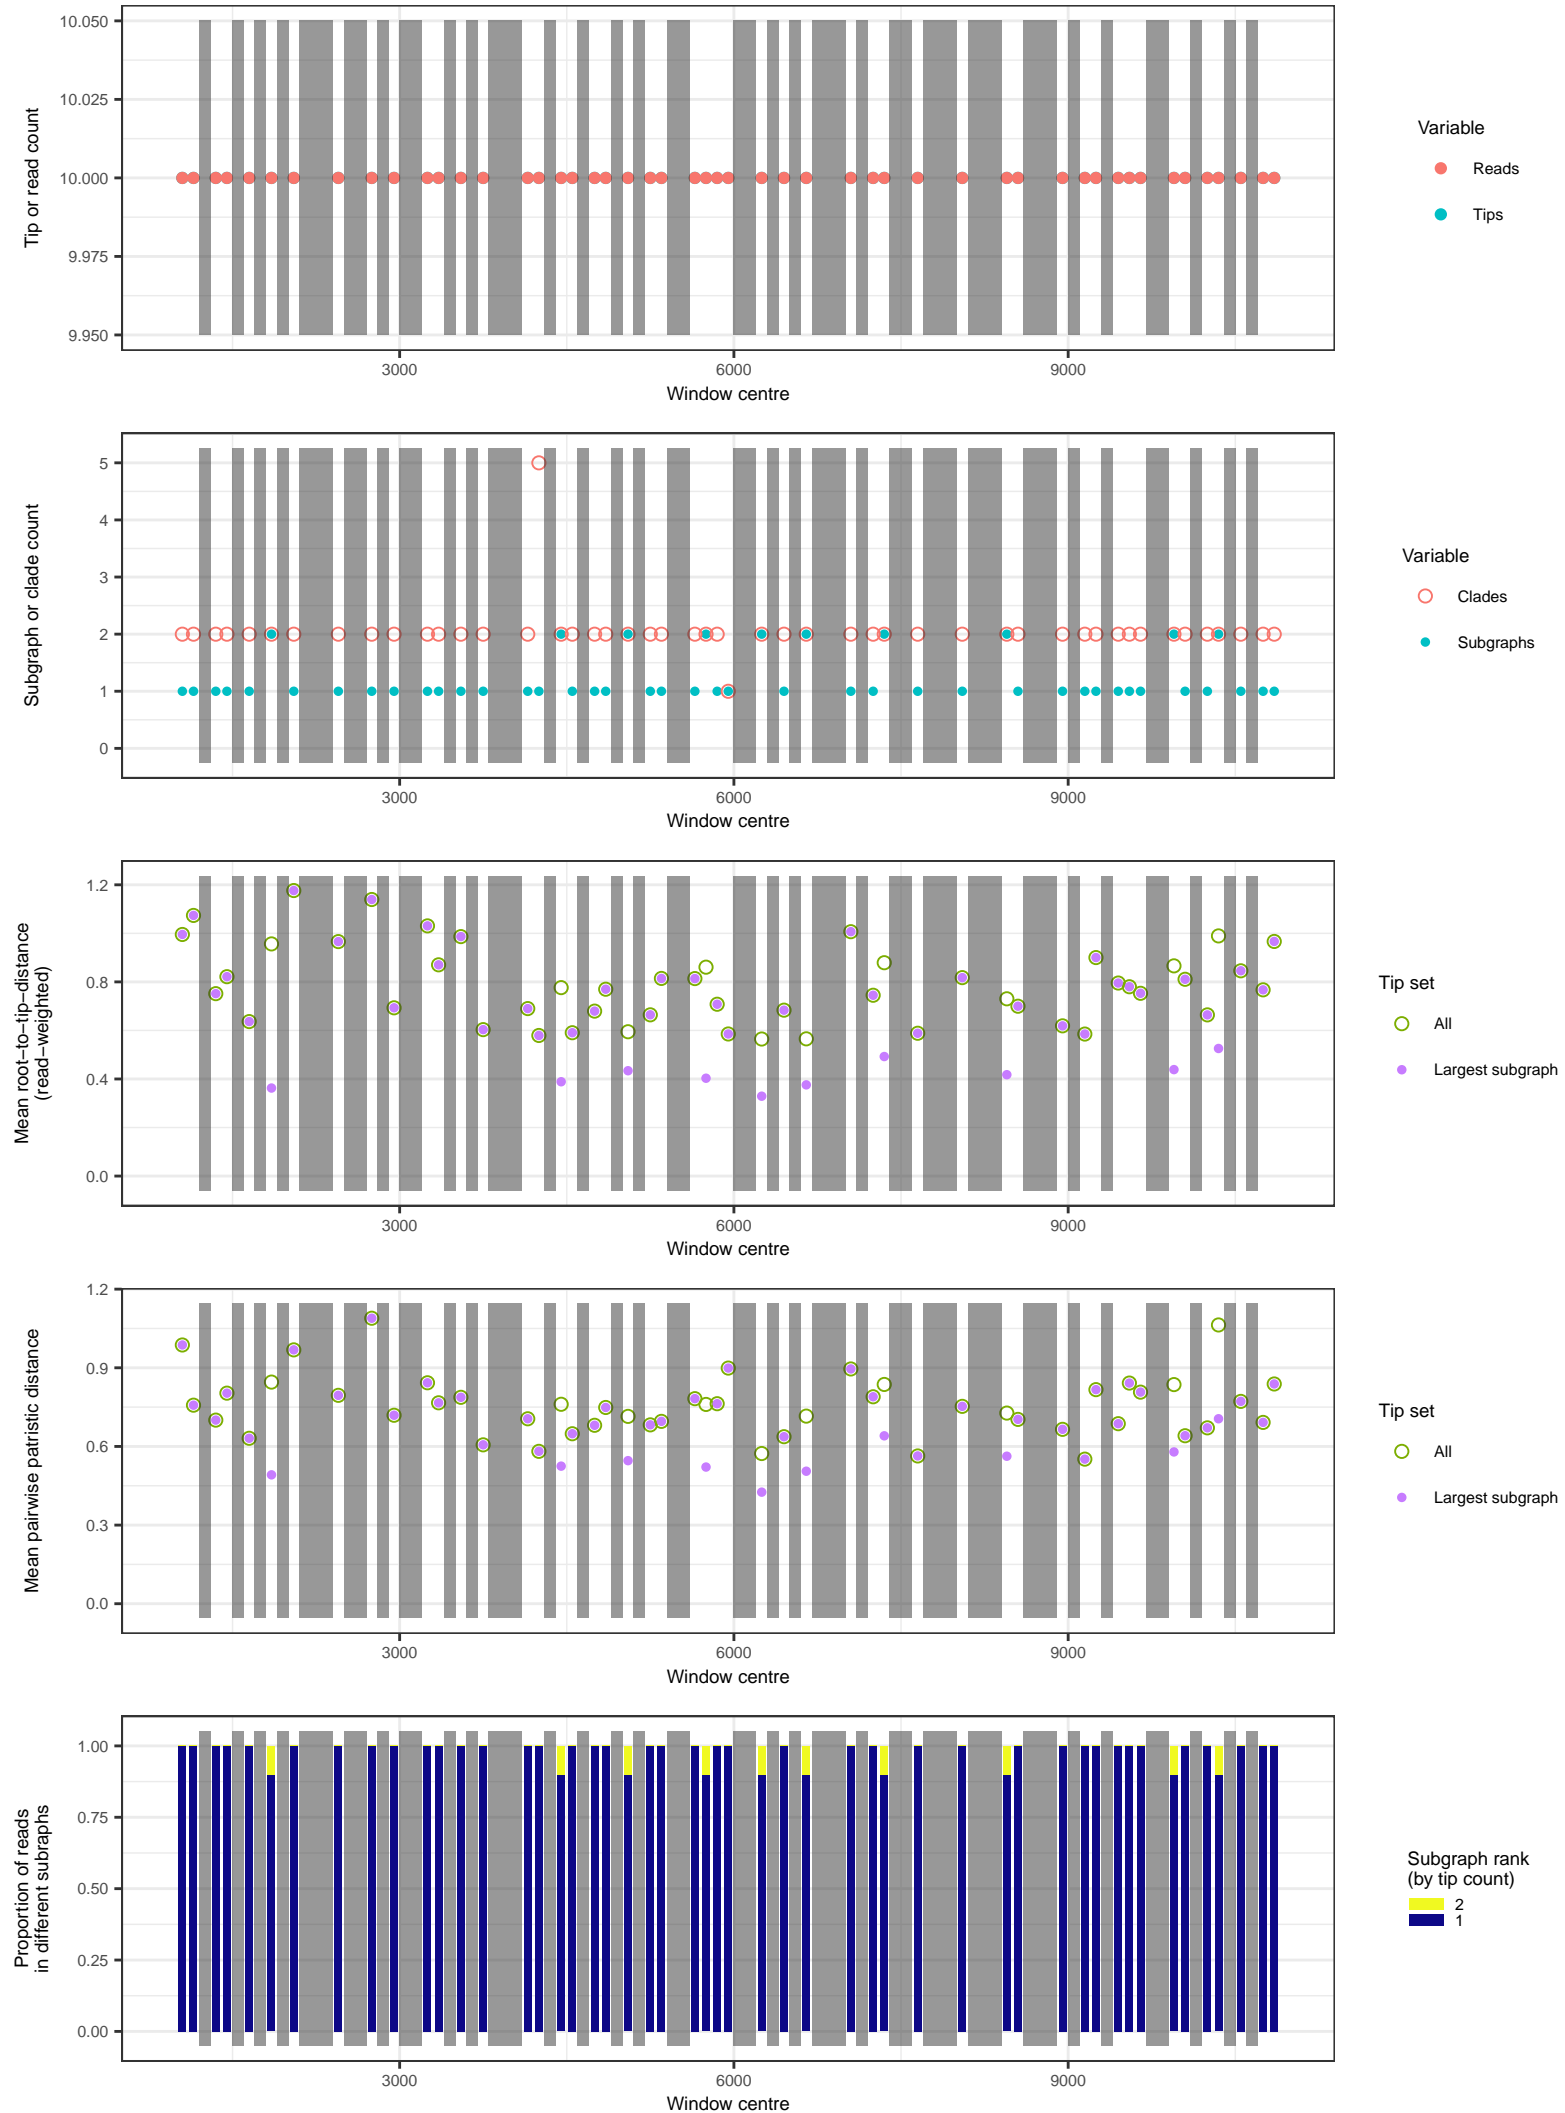 10.050
10.025
10.000
9.975
9.950
Tip or read count
3000
6000
9000
Window centre
Variable
Reads
Tips
5
4
3
2
1
0
Subgraph or clade count
3000
6000
9000
Window centre
Variable
Clades
Subgraphs
1.2
0.8
0.4
0.0
Mean root−to−tip−distance
(read−weighted)
3000
6000
9000
Window centre
Tip set
All
Largest subgraph
1.2
0.9
0.6
0.3
0.0
Mean pairwise patristic distance
3000
6000
9000
Window centre
Tip set
All
Largest subgraph
1.00
0.75
0.50
0.25
0.00
Proportion of reads
in different subraphs
3000
6000
9000
Window centre
Subgraph rank
(by tip count)
2
1